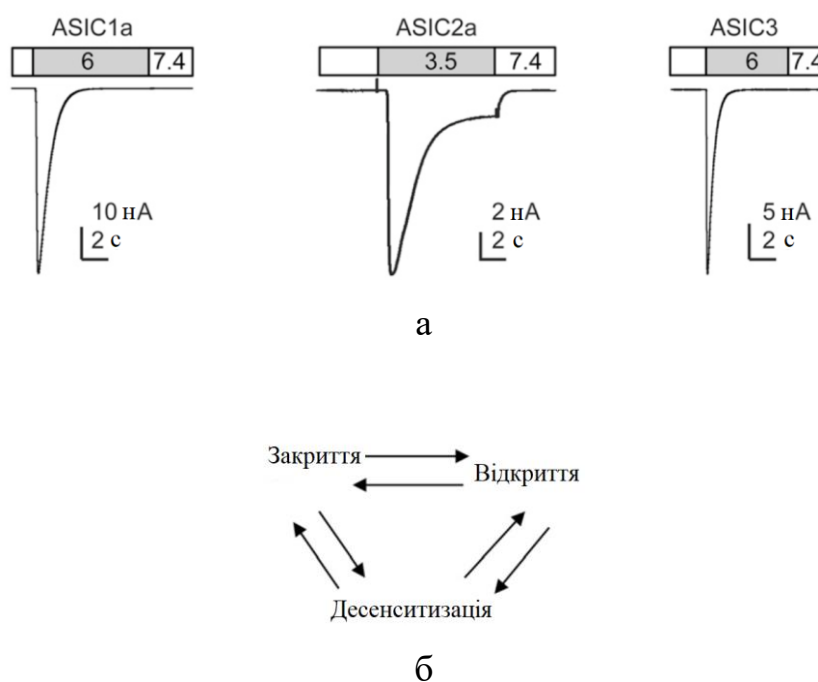 ASIC1a ASIC2a ASIC3
6 7.4 3.5 7.4 6 7.4
10 нА 2 нА 5 нА
2 с 2 с 2 с
а
Закриття
Відкриття
Десенситизація
б